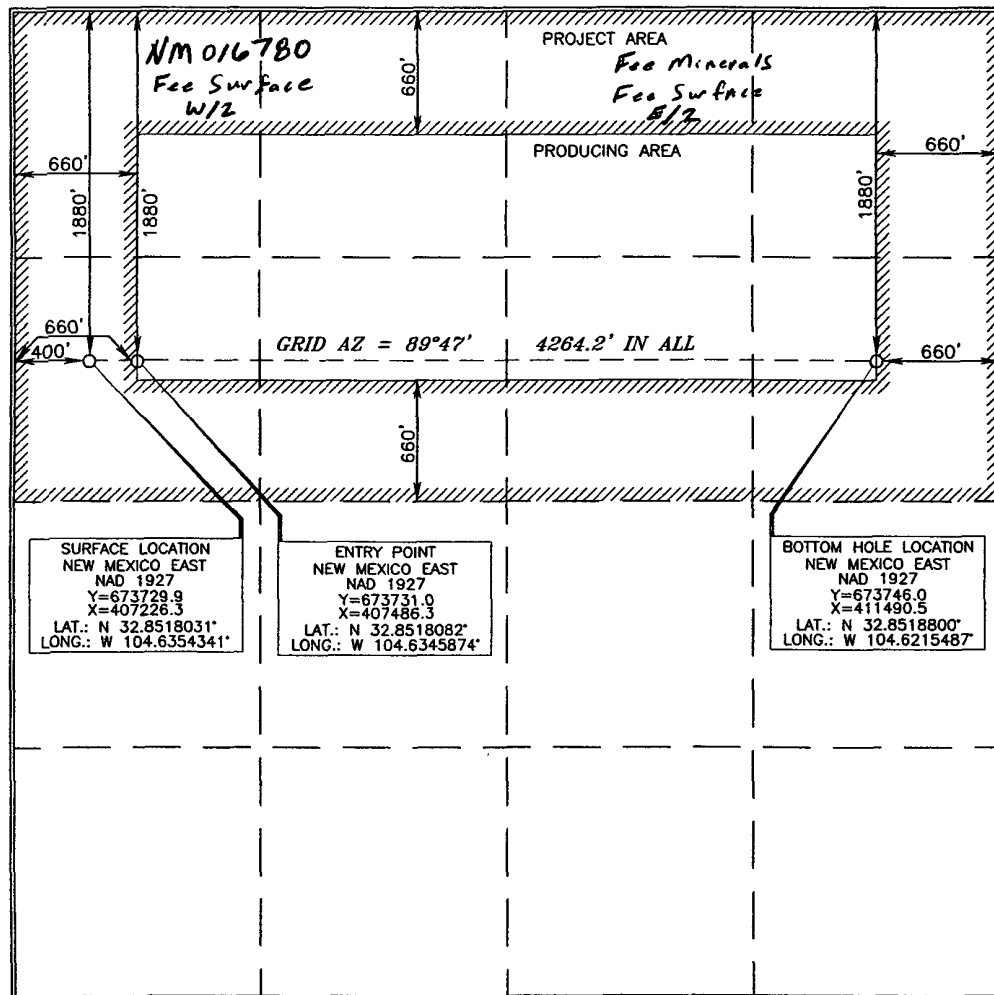 NM 016780
Fee Surface
W/2
PROJECT AREA
Fee Minerals
Fee Surface
E/2
660'
PRODUCING AREA
660'
660'
1880'
1880'
1880'
660'
400'
GRID AZ = 89°47'
4264.2' IN ALL
660'
660'
SURFACE LOCATION
NEW MEXICO EAST
NAD 1927
Y=673729.9
X=407226.3
LAT.: N 32.8518031°
LONG.: W 104.6354341°
ENTRY POINT
NEW MEXICO EAST
NAD 1927
Y=673731.0
X=407486.3
LAT.: N 32.8518082°
LONG.: W 104.6345874°
BOTTOM HOLE LOCATION
NEW MEXICO EAST
NAD 1927
Y=673746.0
X=411490.5
LAT.: N 32.8518800°
LONG.: W 104.6215487°